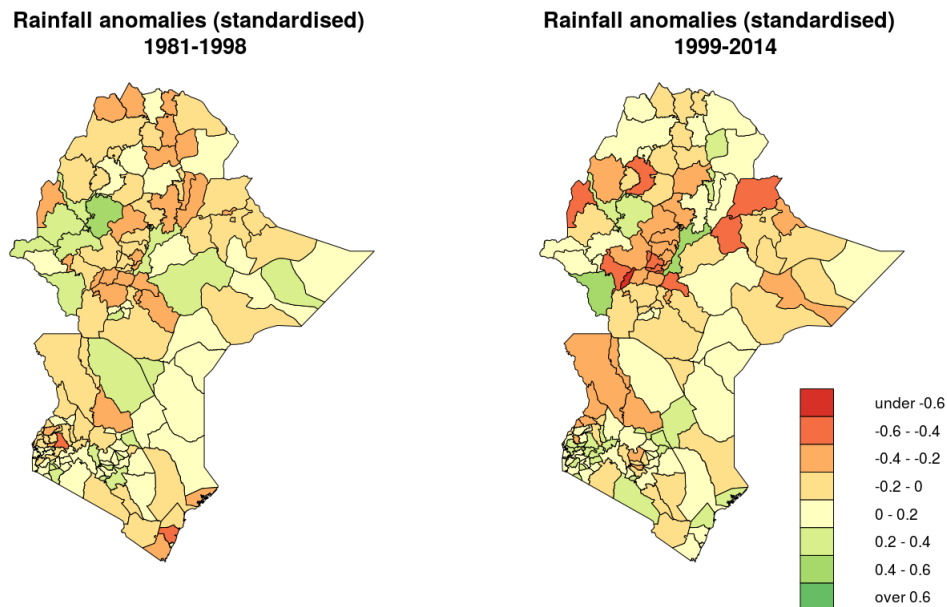 Rainfall anomalies (standardised)
1981-1998
Rainfall anomalies (standardised)
1999-2014
under -0.6
-0.6 - -0.4
-0.4 - -0.2
-0.2 - 0
0 - 0.2
0.2 - 0.4
0.4 - 0.6
over 0.6